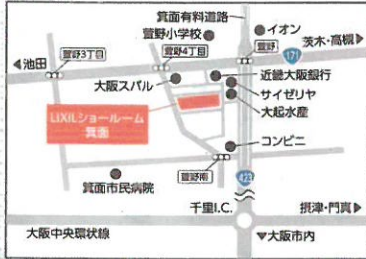 箕面有料道路
イオン
萱野小学校
茨木・高槻▶
萱野3丁目
萱野4丁目
萱野
171
◀池田
大阪スバル
近畿大阪銀行
サイゼリヤ
大起水産
LIXILショールーム
箕面
コンビニ
萱野南
箕面市民病院
423
千里I.C.
摂津・門真▶
大阪中央環状線
▼大阪市内